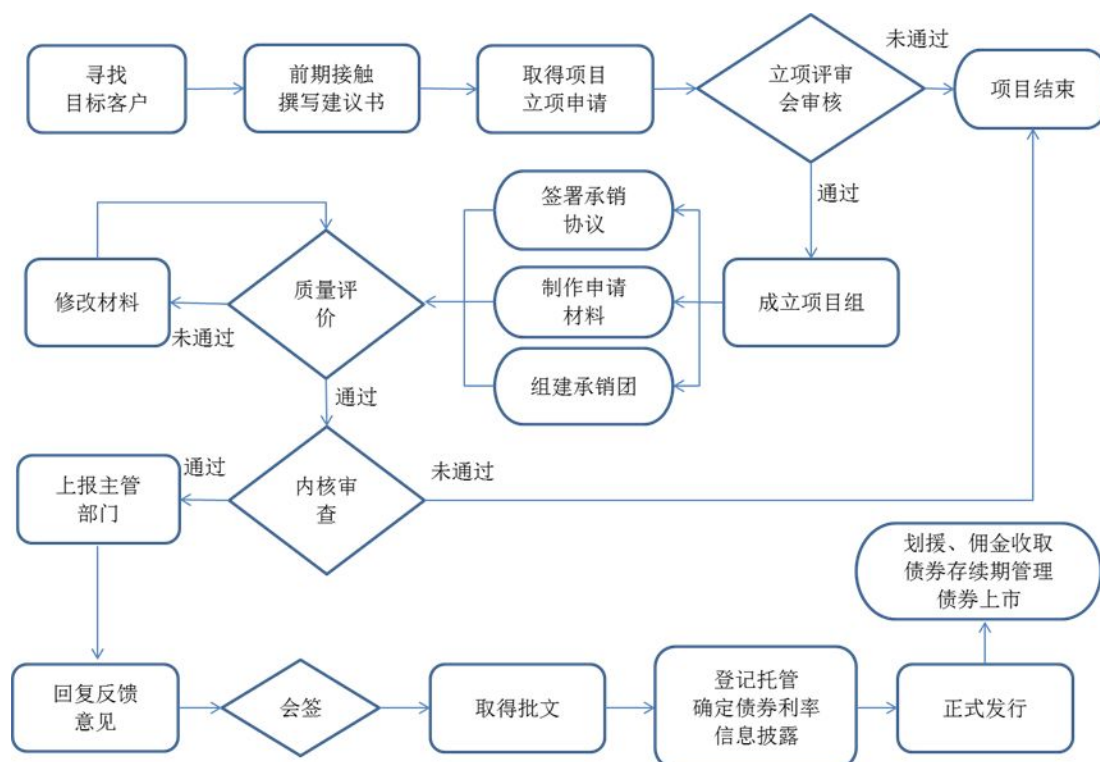 寻找
目标客户
前期接触
撰写建议书
取得项目
立项申请
立项评审
会审核
未通过
项目结束
通过
签署承销
协议
修改材料
质量评
价
制作申请
材料
成立项目组
未通过
组建承销团
通过
上报主管
部门
通过
内核审
查
未通过
划援、佣金收取
债券存续期管理
债券上市
回复反馈
意见
会签
取得批文
登记托管
确定债券利率
信息披露
正式发行